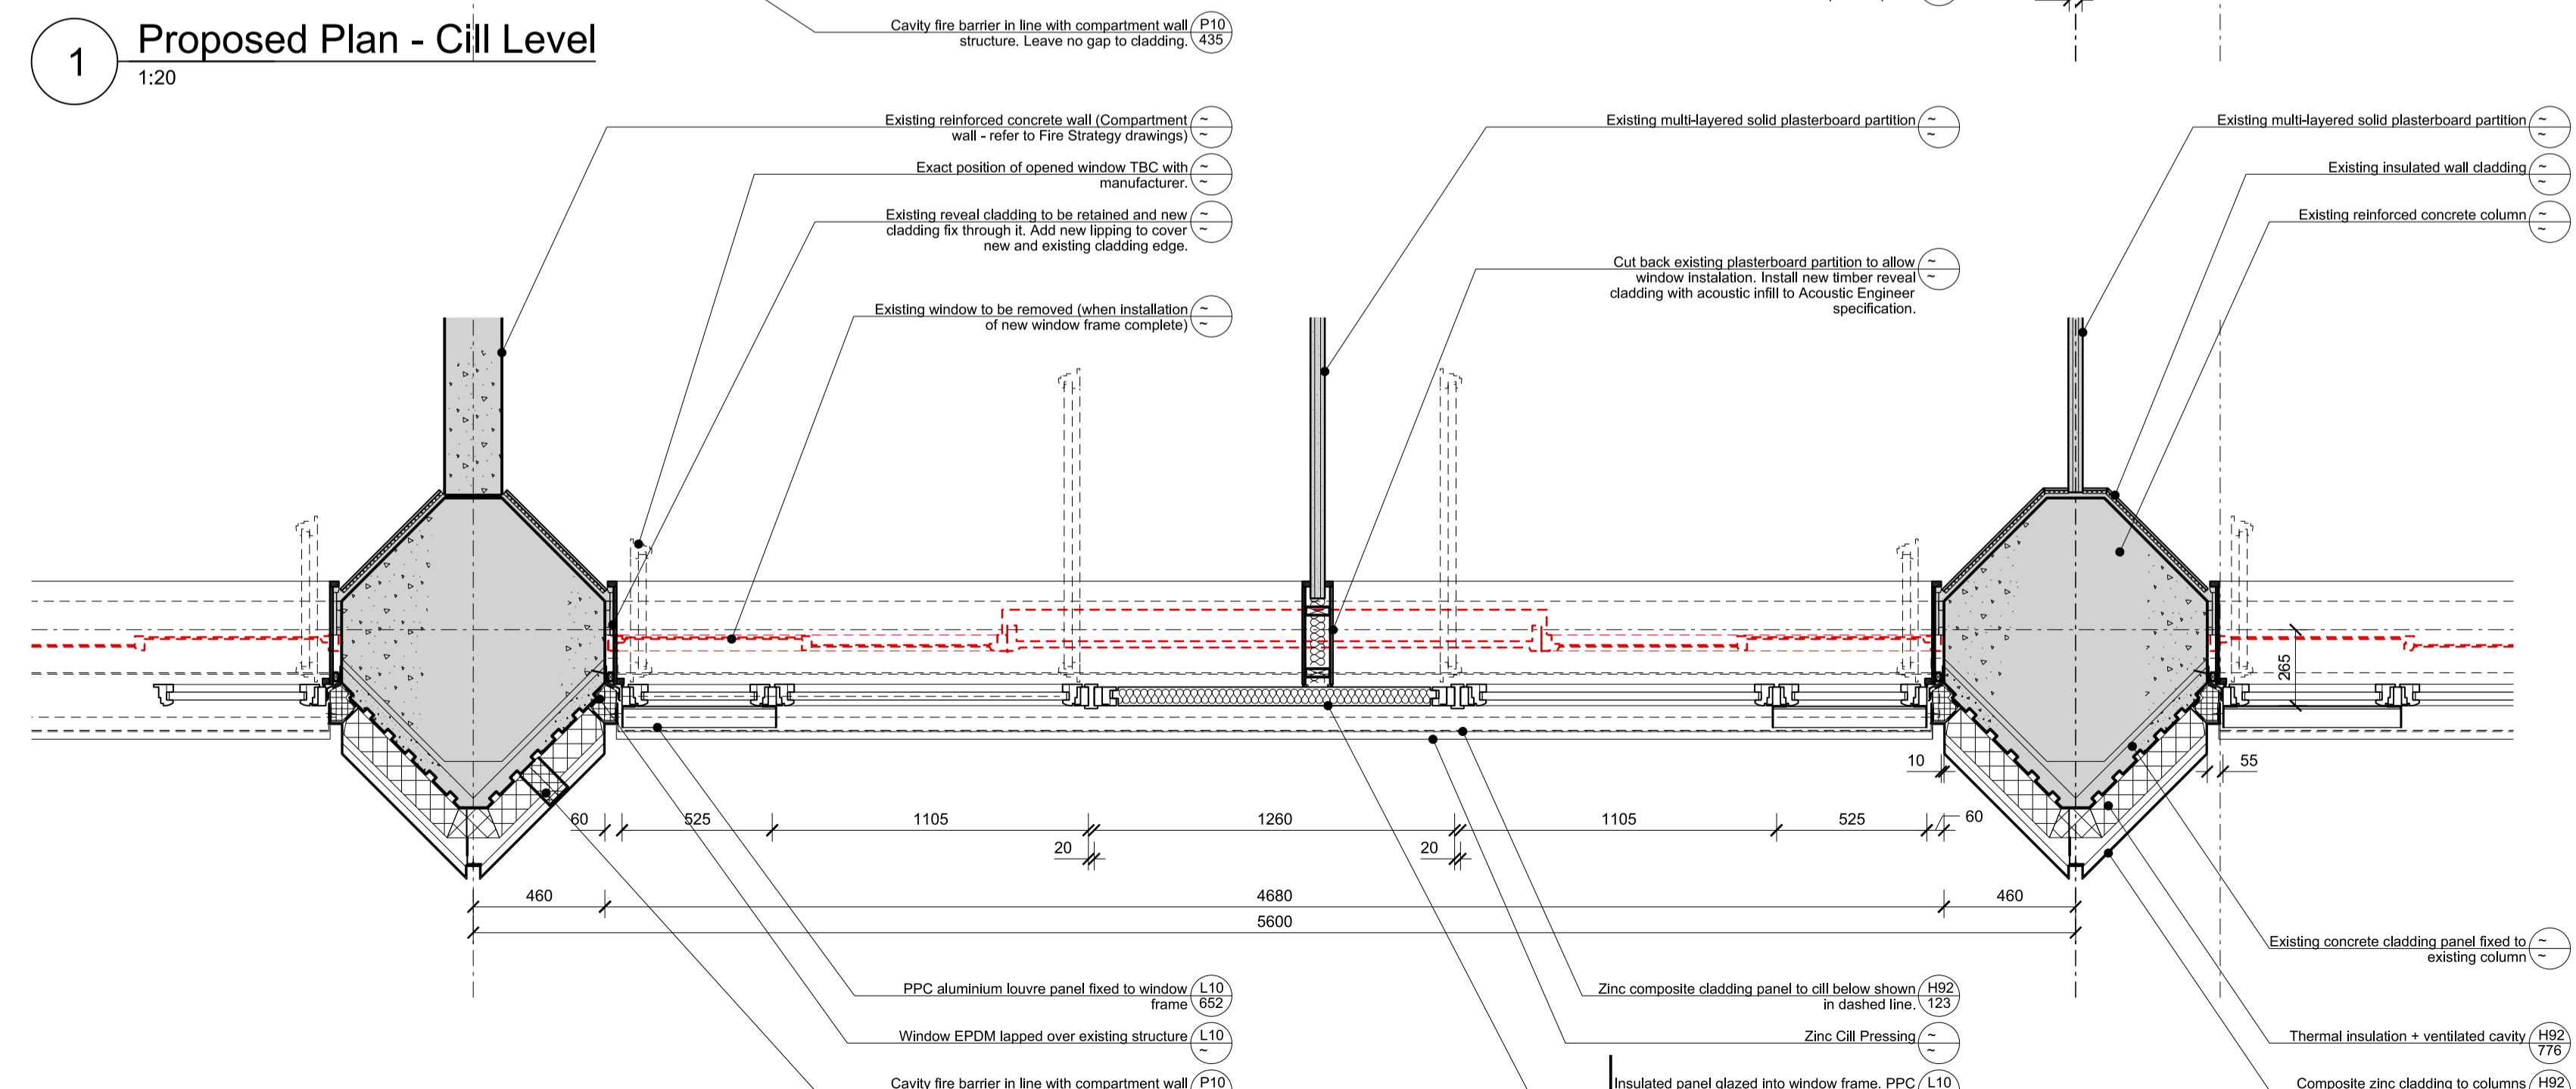 1
Proposed Plan - Cill Level
1:20
Cavity fire barrier in line with compartment wall
structure. Leave no gap to cladding.
P10
435
Existing reinforced concrete wall (Compartment
wall - refer to Fire Strategy drawings)
~
~
Exact position of opened window TBC with
manufacturer.
~
~
Existing reveal cladding to be retained and new
cladding fix through it. Add new lipping to cover
new and existing cladding edge.
~
~
Existing window to be removed (when installation
of new window frame complete)
~
~
Existing multi-layered solid plasterboard partition
~
~
Cut back existing plasterboard partition to allow
window instalation. Install new timber reveal
cladding with acoustic infill to Acoustic Engineer
specification.
~
~
Existing multi-layered solid plasterboard partition
~
~
Existing insulated wall cladding
~
~
Existing reinforced concrete column
~
~
265
10
55
60
525
1105
1260
1105
525
60
20
20
460
4680
460
5600
PPC aluminium louvre panel fixed to window
frame
L10
652
Window EPDM lapped over existing structure
L10
~
Cavity fire barrier in line with compartment wall
P10
Zinc composite cladding panel to cill below shown
in dashed line.
H92
123
Zinc Cill Pressing
~
~
Insulated panel glazed into window frame. PPC
L10
Existing concrete cladding panel fixed to
existing column
~
~
Thermal insulation + ventilated cavity
H92
776
Composite zinc cladding to columns
H92